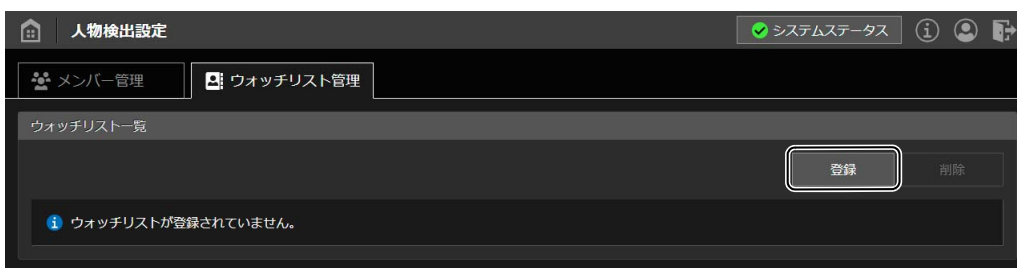 人物検出設定
システムステータス
メンバー管理
ウォッチリスト管理
ウォッチリスト一覧
登録
削除
ウォッチリストが登録されていません。